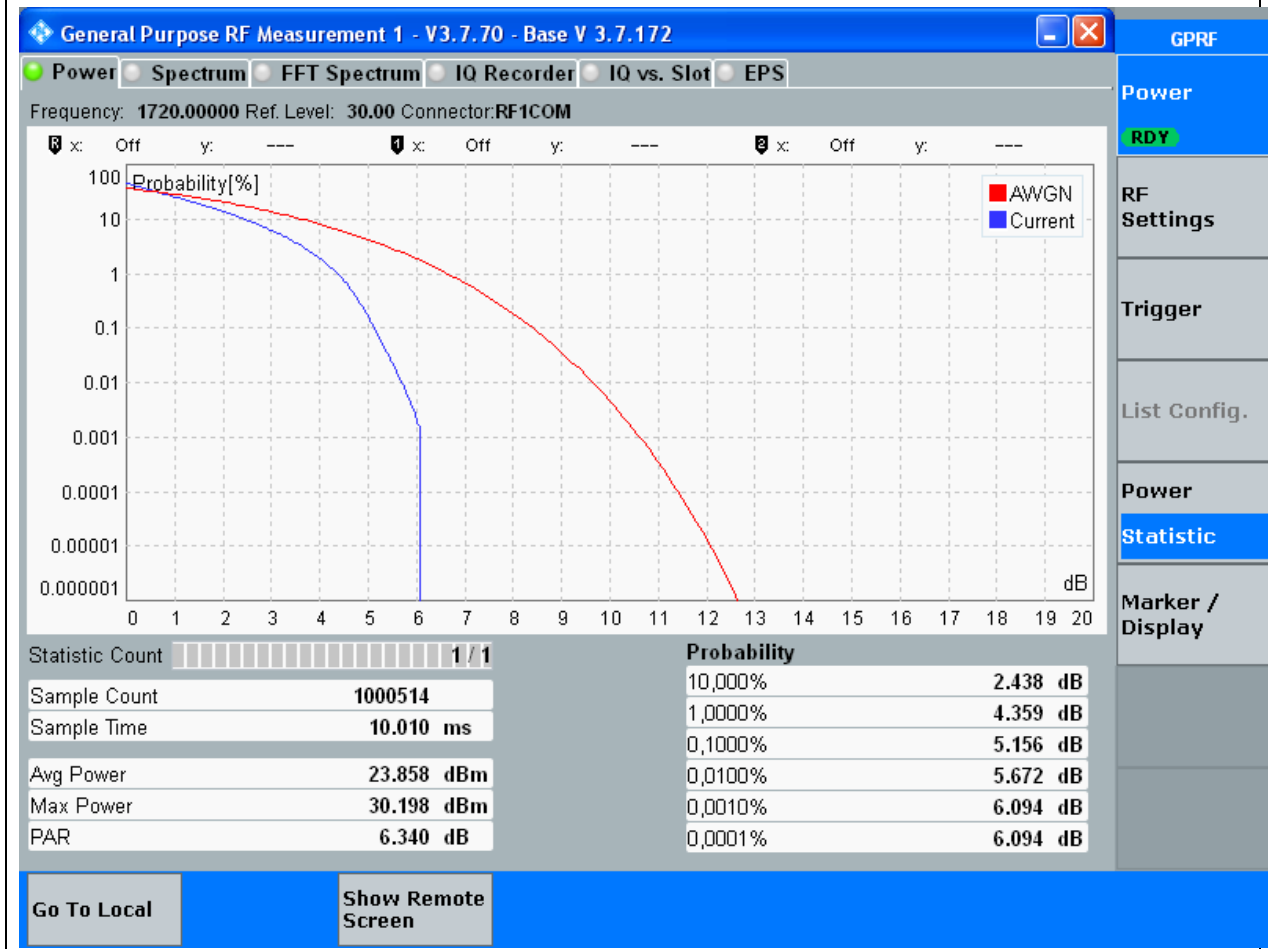 General Purpose RF Measurement 1 - V3.7.70 - Base V 3.7.172
GPRF
Power Spectrum FFT Spectrum IQ Recorder IQ vs. Slot EPS
Power
RDY
Frequency: 1720.00000 Ref. Level: 30.00 Connector:RF1COM
R x: Off y: --- 1 x: Off y: --- 2 x: Off y: ---
Probability[%]
AWGN
Current
100
10
1
0.1
0.01
0.001
0.0001
0.00001
0.000001
dB
0 1 2 3 4 5 6 7 8 9 10 11 12 13 14 15 16 17 18 19 20
RF Settings
Trigger
List Config.
Power
Statistic
Marker / Display
Statistic Count 1 / 1
Sample Count 1000514
Sample Time 10.010 ms
Avg Power 23.858 dBm
Max Power 30.198 dBm
PAR 6.340 dB
Probability
10,000% 2.438 dB
1,0000% 4.359 dB
0,1000% 5.156 dB
0,0100% 5.672 dB
0,0010% 6.094 dB
0,0001% 6.094 dB
Go To Local
Show Remote Screen